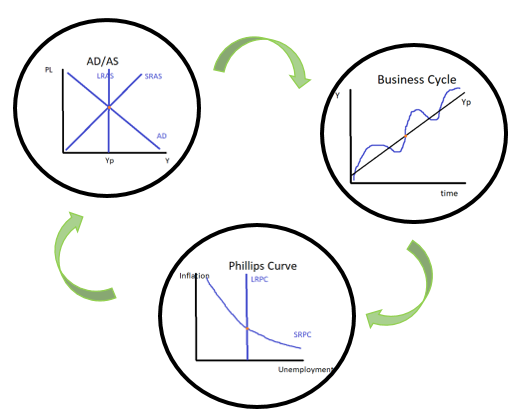 AD/AS
PL
LRAS
SRAS
AD
Yp
Y
Business Cycle
Y
Yp
time
Phillips Curve
Inflation
LRPC
SRPC
Unemployment